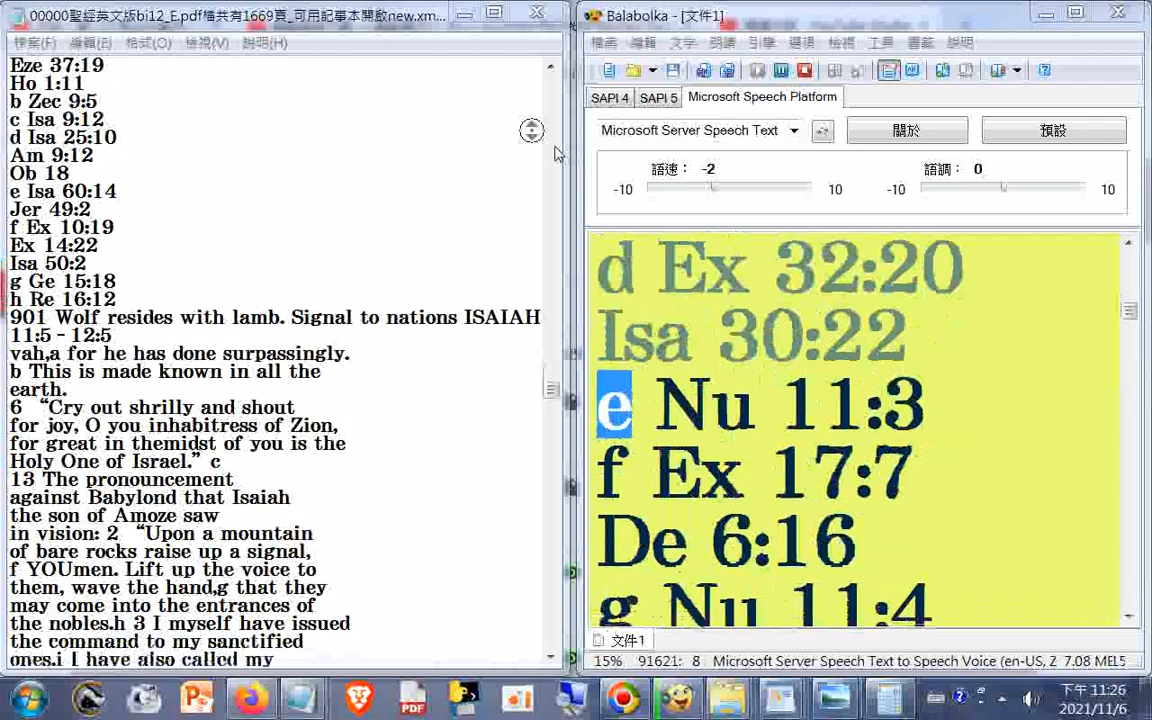 00000聖經英文版bi12_E.pdf檔共有1669頁_可用記事本開啟new.xm...
檔案(F) 編輯(E) 格式(O) 檢視(V) 說明(H)
Eze 37:19
Ho 1:11
b Zec 9:5
c Isa 9:12
d Isa 25:10
Am 9:12
Ob 18
e Isa 60:14
Jer 49:2
f Ex 10:19
Ex 14:22
Isa 50:2
g Ge 15:18
h Re 16:12
901 Wolf resides with lamb. Signal to nations ISAIAH
11:5–12:5
vah,a for he has done surpassingly.
b This is made known in all the
earth.
6 “Cry out shrilly and shout
for joy, O you inhabitress of Zion,
for great in themidst of you is the
Holy One of Israel.” c
13 The pronouncement
against Babylond that Isaiah
the son of Amoze saw
in vision: 2 “Upon a mountain
of bare rocks raise up a signal,
f YOUmen. Lift up the voice to
them, wave the hand,g that they
may come into the entrances of
the nobles.h 3 I myself have issued
the command to my sanctified
ones.i I have also called my
Balabolka - [文件1]
檔案 編輯 文字 朗讀 引擎 選項 檢視 工具 書籤 說明
SAPI 4 SAPI 5 Microsoft Speech Platform
Microsoft Server Speech Text 關於 預設
語速： -2 語調： 0
-10 10 -10 10
d Ex 32:20
Isa 30:22
e Nu 11:3
f Ex 17:7
De 6:16
g Nu 11:4
文件1
15% 91621: 8 Microsoft Server Speech Text to Speech Voice (en-US, Z 7.08 МБ
PDF
下午 11:26
2021/11/6